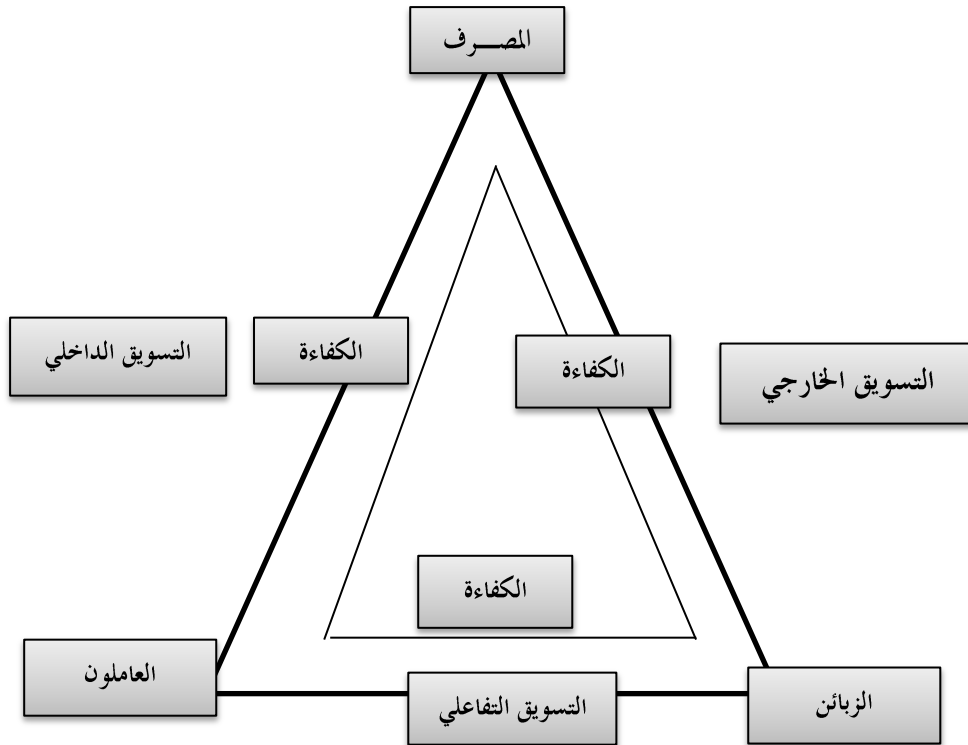 المصـــرف
التسويق الخارجي
الكفاءة
الكفاءة
التسويق الداخلي
الكفاءة
الزبائن
التسويق التفاعلي
العاملون